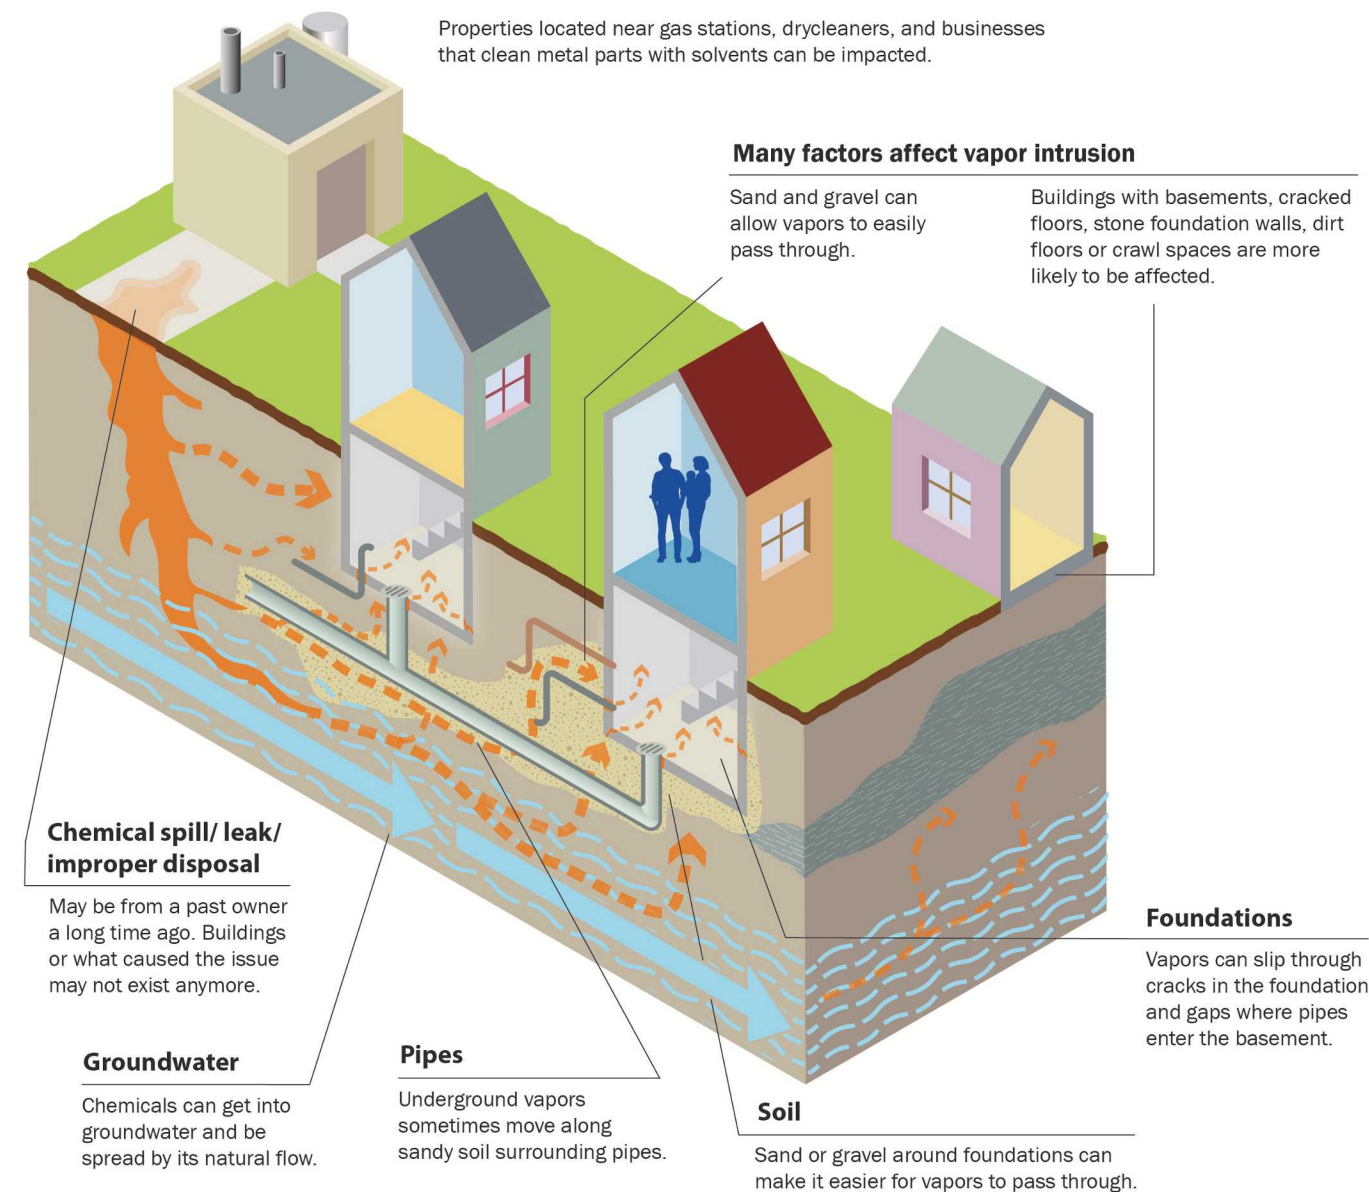 Properties located near gas stations, drycleaners, and businesses
that clean metal parts with solvents can be impacted.
Many factors affect vapor intrusion
Sand and gravel can
allow vapors to easily
pass through.
Buildings with basements, cracked
floors, stone foundation walls, dirt
floors or crawl spaces are more
likely to be affected.
Chemical spill/ leak/
improper disposal
May be from a past owner
a long time ago. Buildings
or what caused the issue
may not exist anymore.
Foundations
Vapors can slip through
cracks in the foundation
and gaps where pipes
enter the basement.
Groundwater
Chemicals can get into
groundwater and be
spread by its natural flow.
Pipes
Underground vapors
sometimes move along
sandy soil surrounding pipes.
Soil
Sand or gravel around foundations can
make it easier for vapors to pass through.